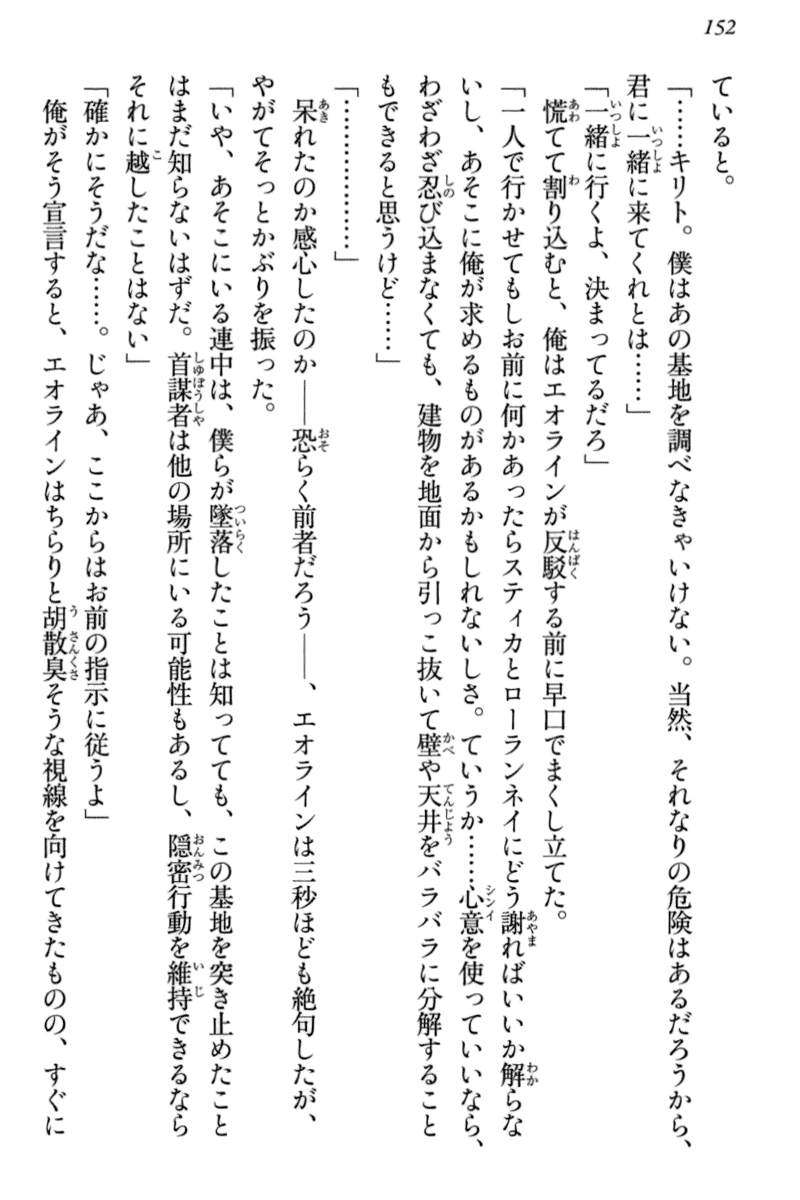 152
ていると。
「……キリト。僕はあの基地を調べなきゃいけない。当然、それなりの危険はあるだろうから、
君に一緒に来てくれとは……」
「一緒に行くよ、決まってるだろ」
慌てて割り込むと、俺はエオラインが反駁する前に早口でまくし立てた。
「一人で行かせてもしお前に何かあったらスティカとローランネイにどう謝ればいいか解らな
いし、あそこに俺が求めるものがあるかもしれないしさ。ていうか……心意を使っていいなら、
わざわざ忍び込まなくても、建物を地面から引っこ抜いて壁や天井をバラバラに分解すること
もできると思うけど……」
「………………」
呆れたのか感心したのか――恐らく前者だろう――、エオラインは三秒ほども絶句したが、
やがてそっとかぶりを振った。
「いや、あそこにいる連中は、僕らが墜落したことは知ってても、この基地を突き止めたこと
はまだ知らないはずだ。首謀者は他の場所にいる可能性もあるし、隠密行動を維持できるなら
それに越したことはない」
「確かにそうだな……。じゃあ、ここからはお前の指示に従うよ」
俺がそう宣言すると、エオラインはちらりと胡散臭そうな視線を向けてきたものの、すぐに